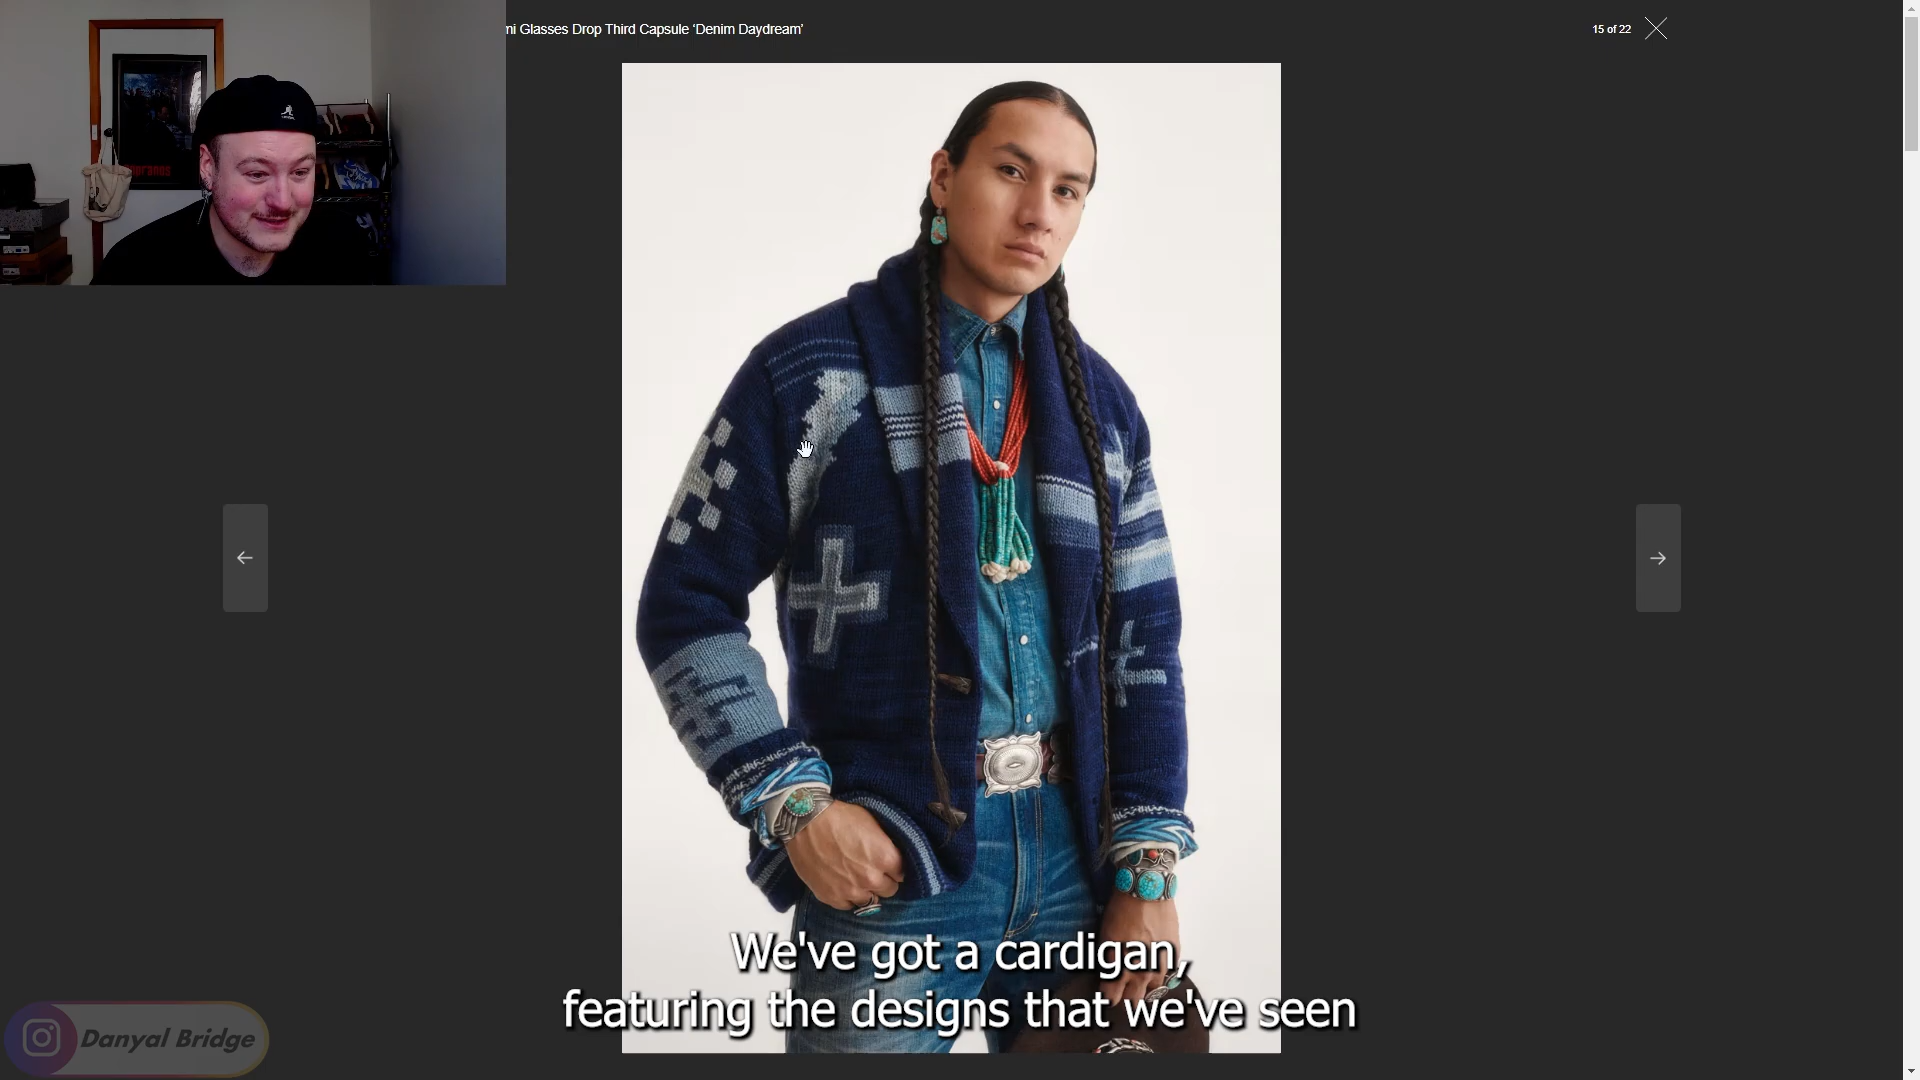 mi Glasses Drop Third Capsule ‘Denim Daydream’
15 of 22
We've got a cardigan,
featuring the designs that we've seen
Danyal Bridge